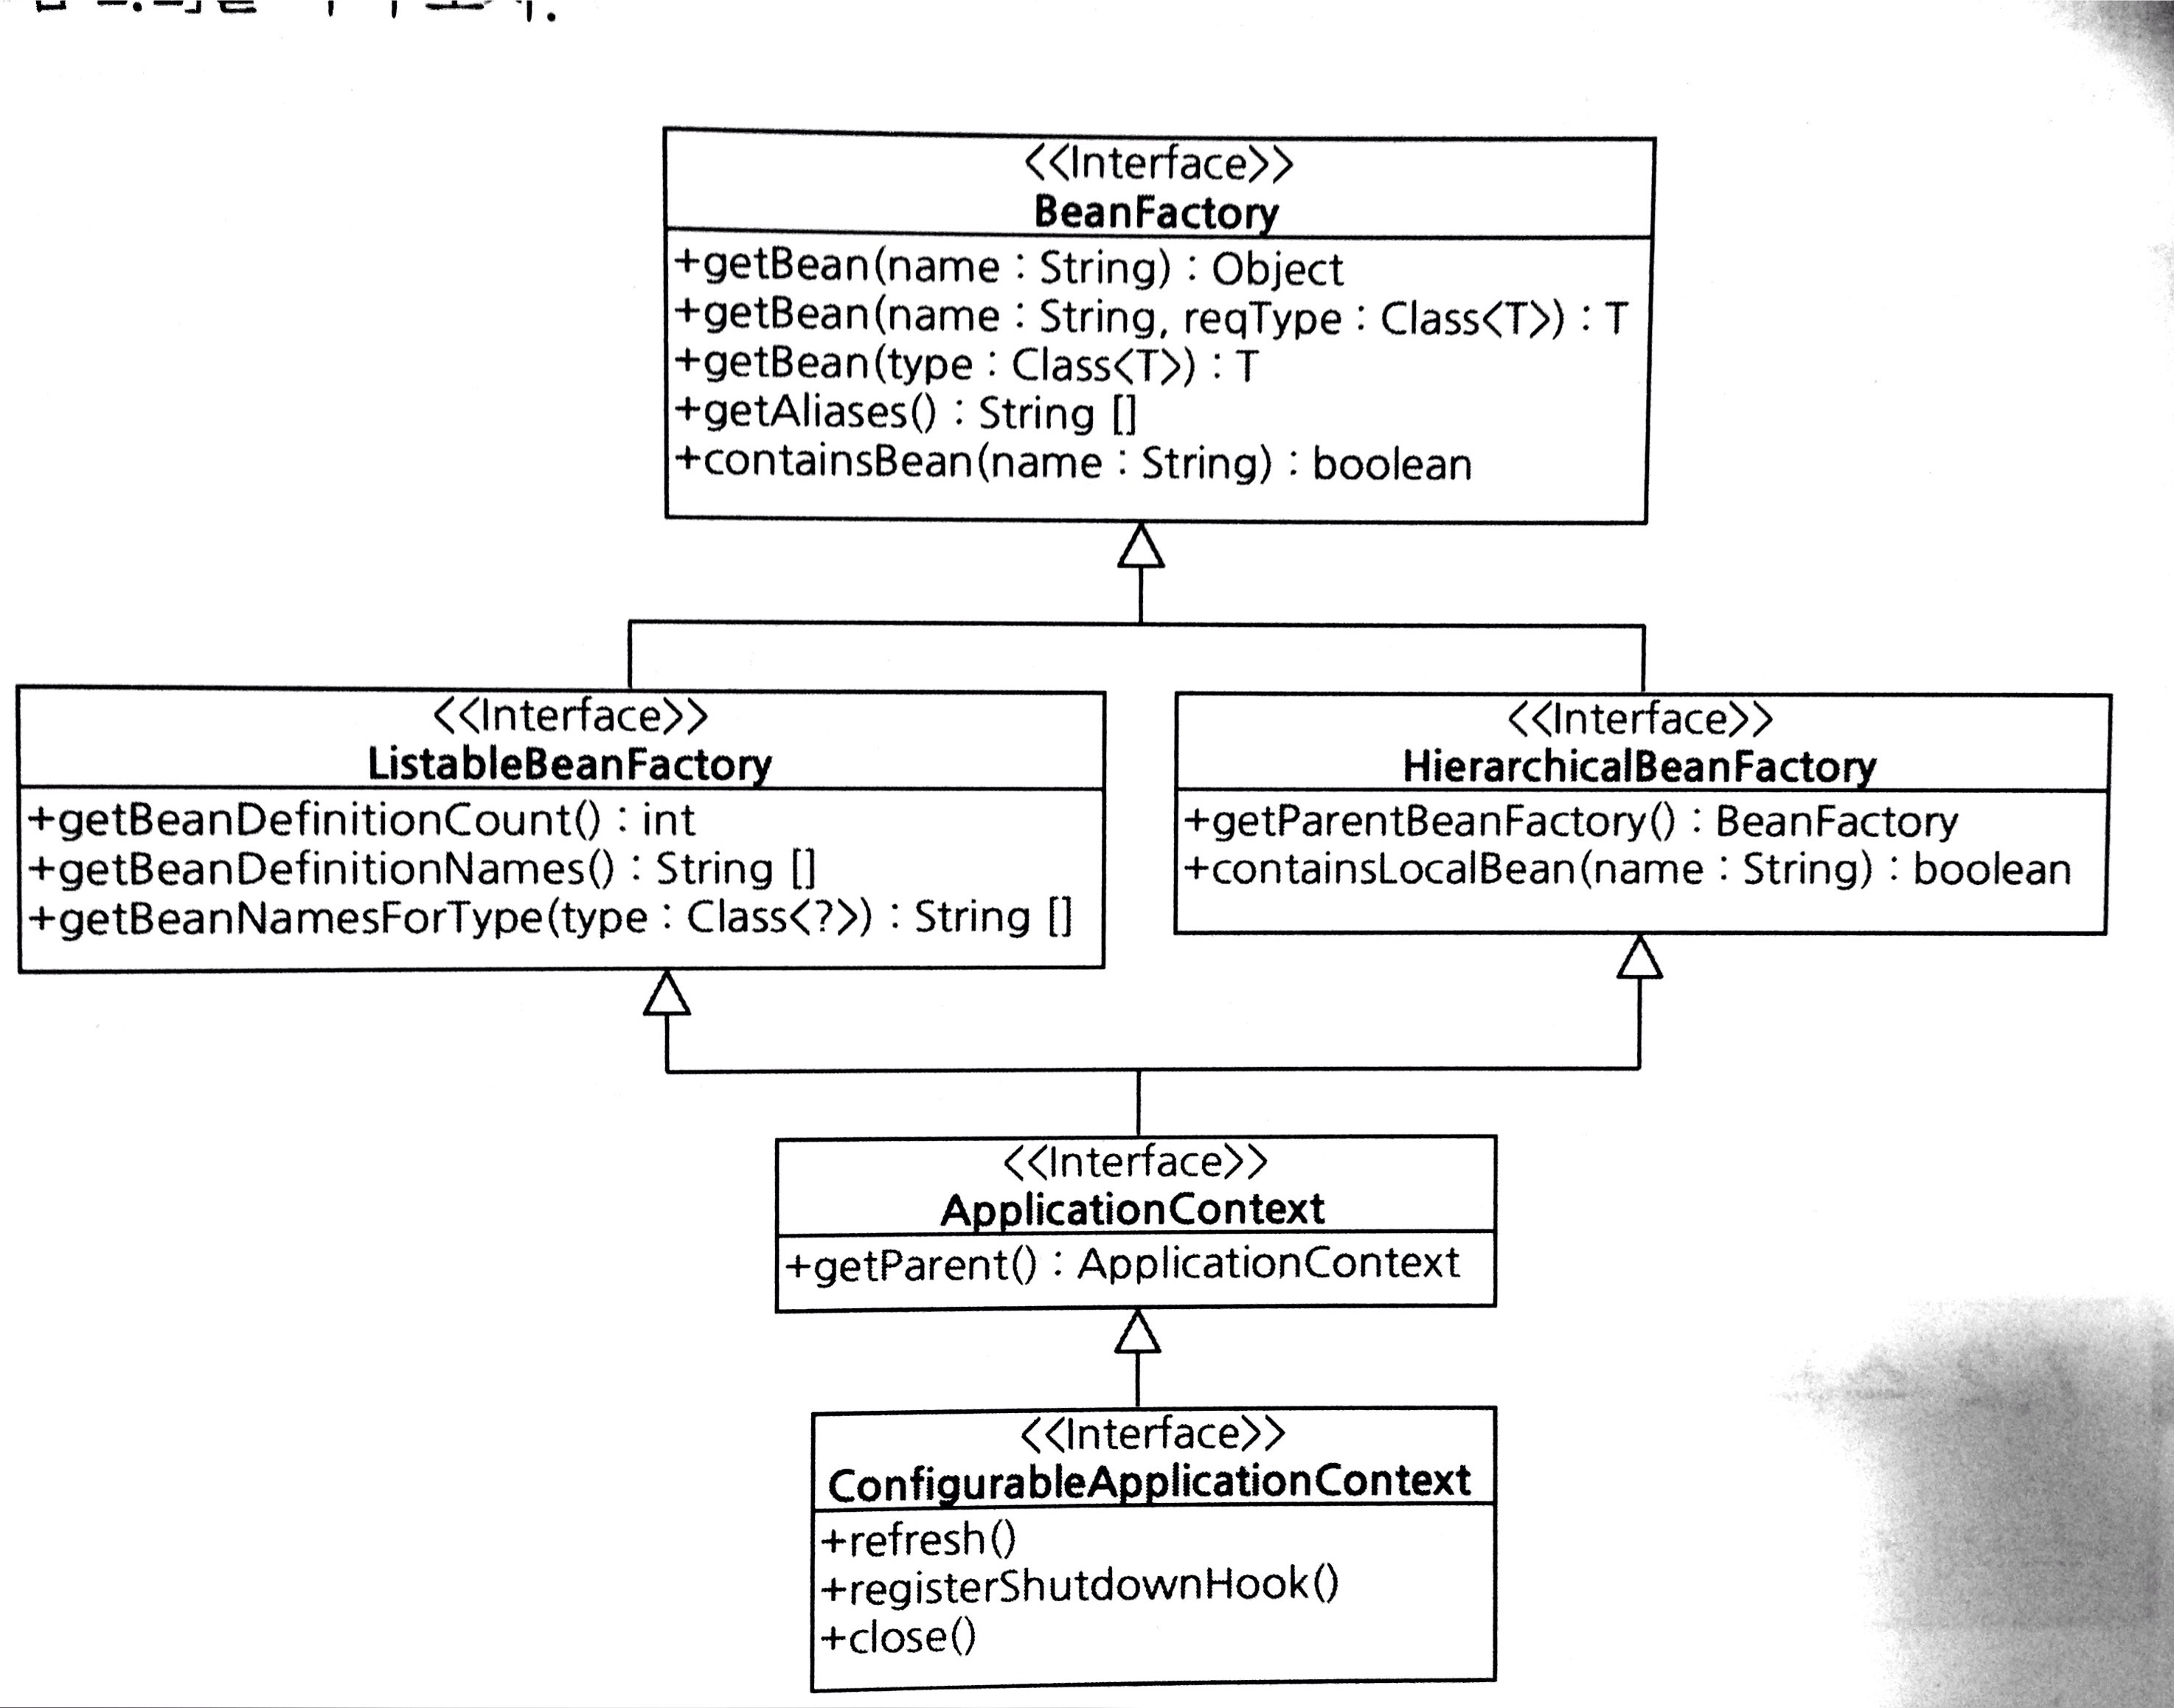 <<Interface>>
BeanFactory
+getBean(name : String) : Object
+getBean(name : String, reqType : Class<T>) : T
+getBean(type : Class<T>) : T
+getAliases() : String []
+containsBean(name : String) : boolean
<<Interface>>
ListableBeanFactory
+getBeanDefinitionCount() : int
+getBeanDefinitionNames() : String []
+getBeanNamesForType(type : Class<?>) : String []
<<Interface>>
HierarchicalBeanFactory
+getParentBeanFactory() : BeanFactory
+containsLocalBean(name : String) : boolean
<<Interface>>
ApplicationContext
+getParent() : ApplicationContext
<<Interface>>
ConfigurableApplicationContext
+refresh()
+registerShutdownHook()
+close()